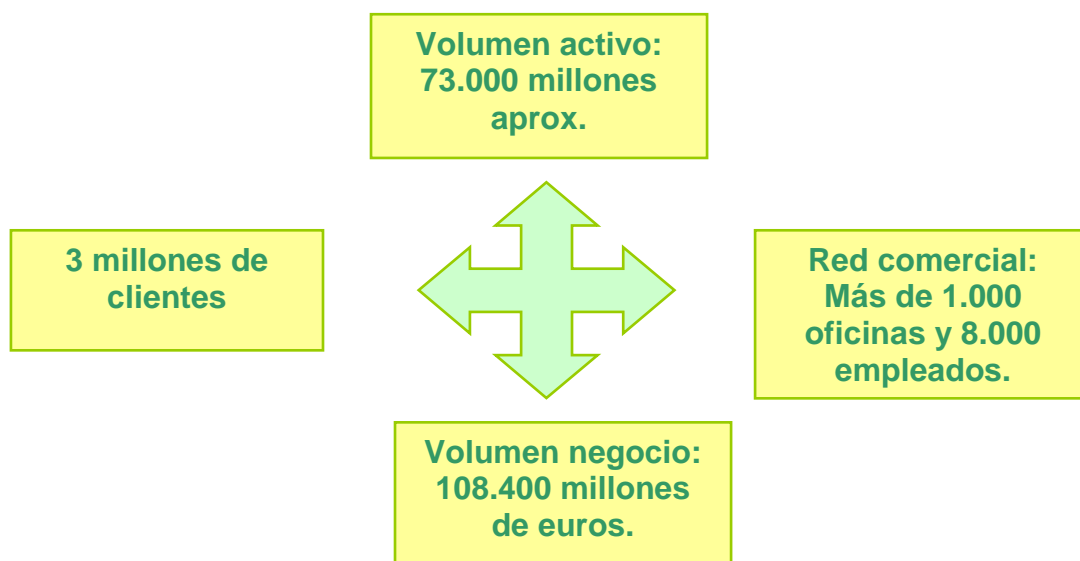 Volumen activo:
73.000 millones
aprox.
3 millones de
clientes
Red comercial:
Más de 1.000
oficinas y 8.000
empleados.
Volumen negocio:
108.400 millones
de euros.